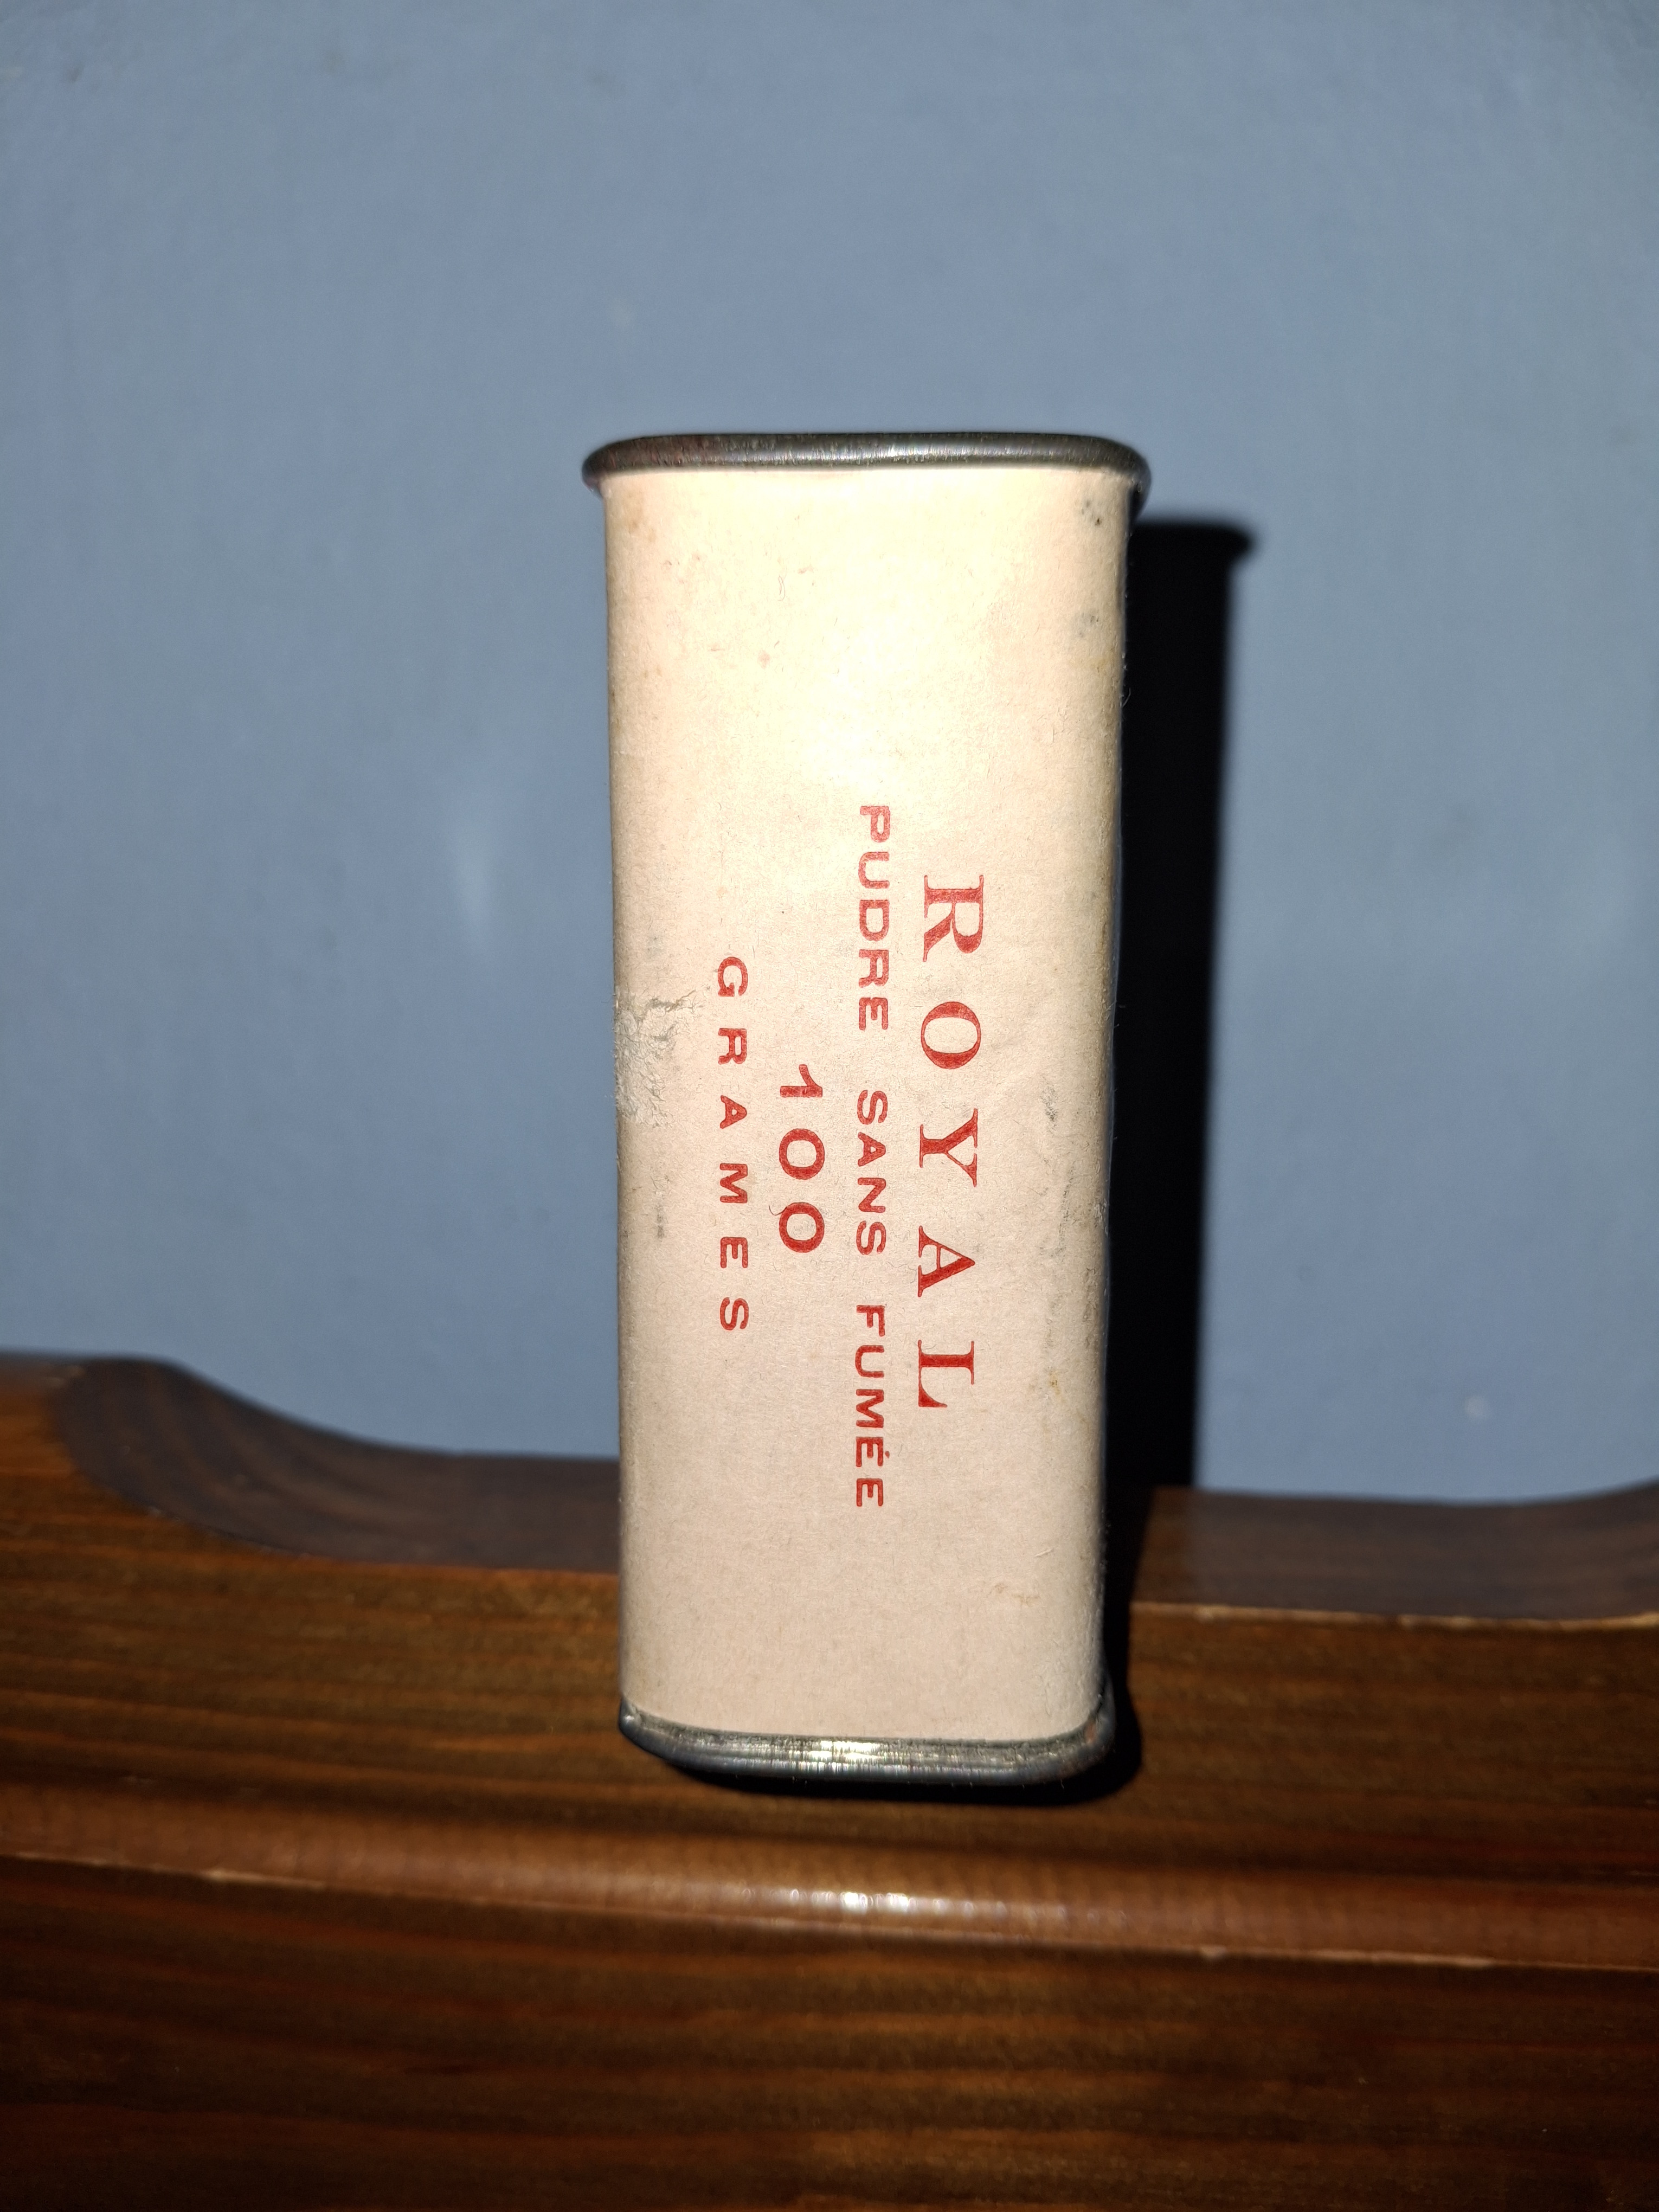 ROYAL
PUDRE SANS FUMÉE
100
GRAMES